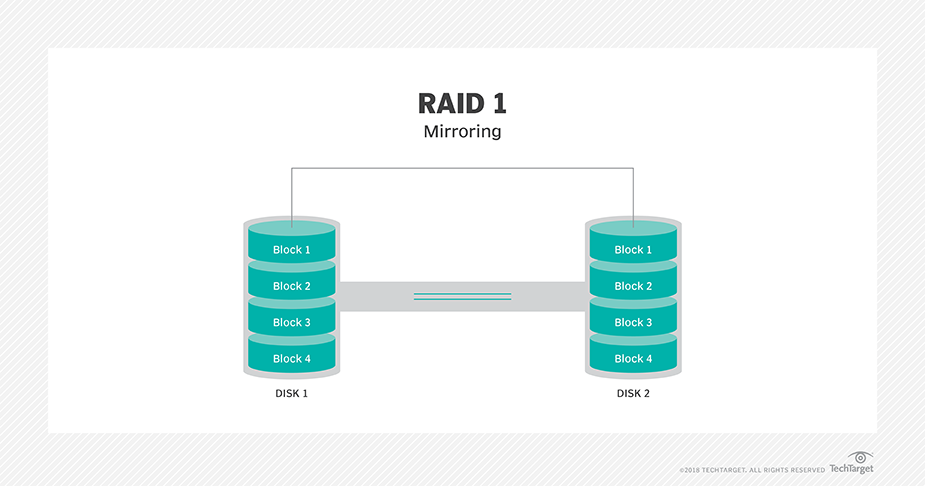 RAID 1
Mirroring
Block 1
Block 2
Block 3
Block 4
DISK 1
Block 1
Block 2
Block 3
Block 4
DISK 2
©2018 TECHTARGET. ALL RIGHTS RESERVED
TechTarget